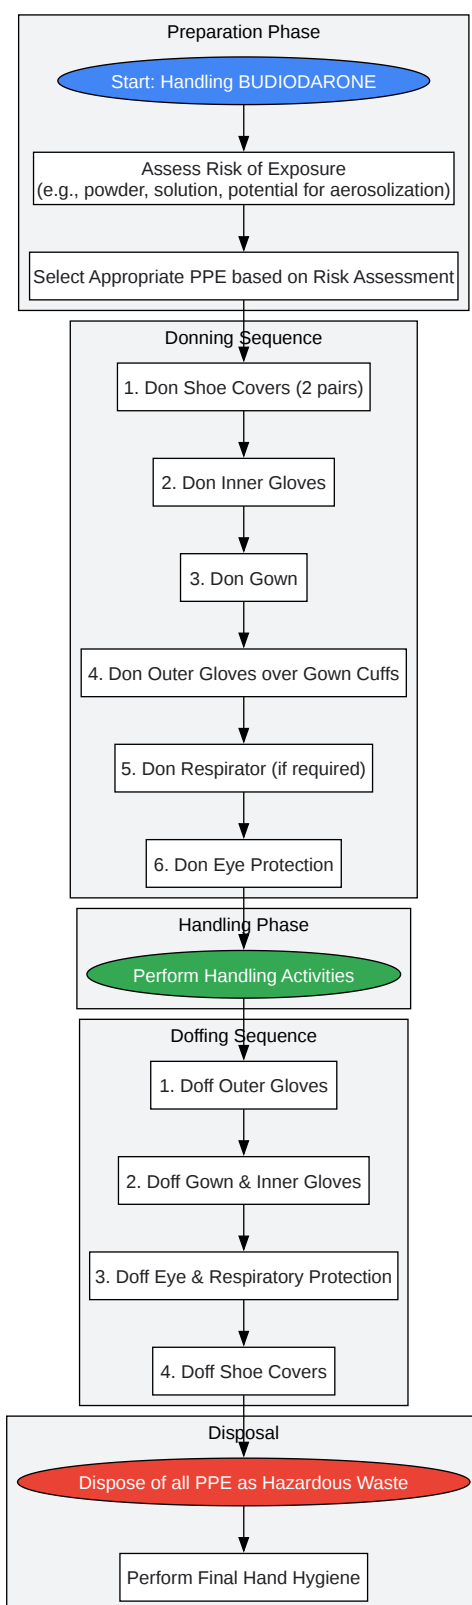 Preparation Phase
Start: Handling BUDIODARONE
Assess Risk of Exposure
(e.g., powder, solution, potential for aerosolization)
Select Appropriate PPE based on Risk Assessment
Donning Sequence
1. Don Shoe Covers (2 pairs)
2. Don Inner Gloves
3. Don Gown
4. Don Outer Gloves over Gown Cuffs
5. Don Respirator (if required)
6. Don Eye Protection
Handling Phase
Perform Handling Activities
Doffing Sequence
1. Doff Outer Gloves
2. Doff Gown & Inner Gloves
3. Doff Eye & Respiratory Protection
4. Doff Shoe Covers
Disposal
Dispose of all PPE as Hazardous Waste
Perform Final Hand Hygiene